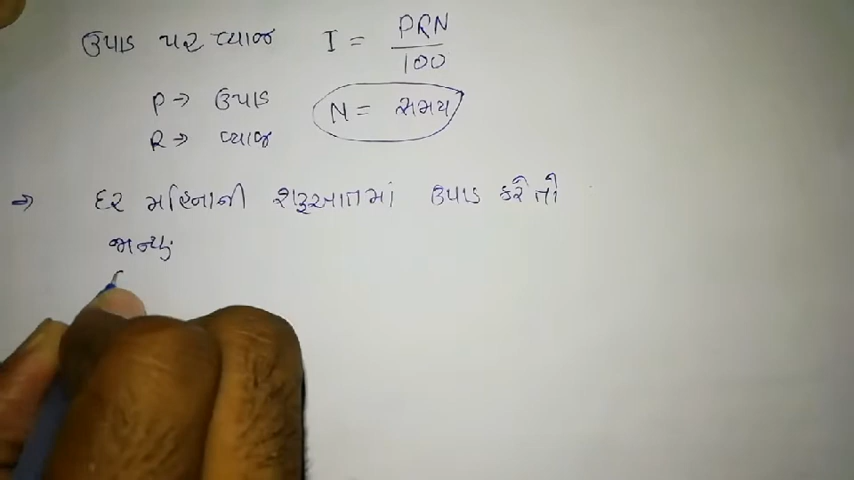 ઉપાડ પર વ્યાજ I = PRN / 100
P → ઉપાડ
R → વ્યાજ
N = સમય
⇒ દર મહિનાની શરૂઆતમાં ઉપાડ કરે તો
જાન્યુ